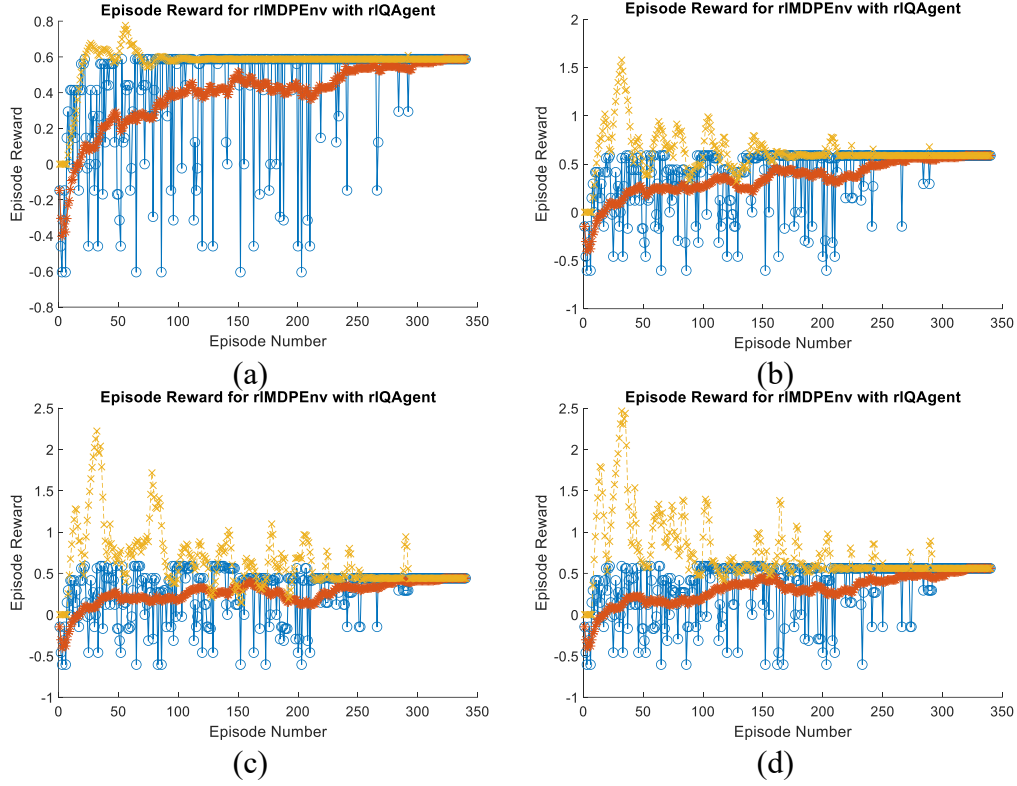 Episode Reward for rlMDPEnv with rlQAgent
0.8
0.6
0.4
0.2
0
-0.2
-0.4
-0.6
-0.8
Episode Reward
0 50 100 150 200 250 300 350
Episode Number
(a)
Episode Reward for rlMDPEnv with rlQAgent
2
1.5
1
0.5
0
-0.5
-1
Episode Reward
0 50 100 150 200 250 300 350
Episode Number
(b)
Episode Reward for rlMDPEnv with rlQAgent
2.5
2
1.5
1
0.5
0
-0.5
-1
Episode Reward
0 50 100 150 200 250 300 350
Episode Number
(c)
Episode Reward for rlMDPEnv with rlQAgent
2.5
2
1.5
1
0.5
0
-0.5
-1
Episode Reward
0 50 100 150 200 250 300 350
Episode Number
(d)